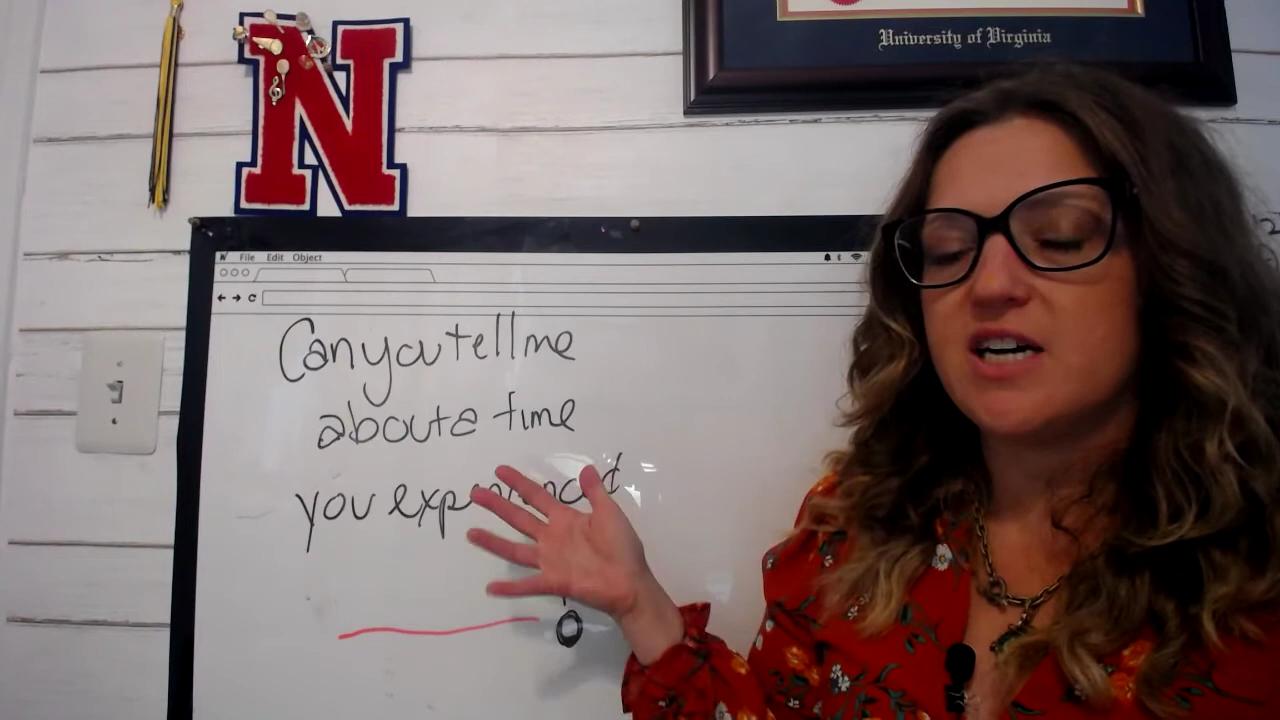 University of Virginia
N
N File Edit Object
Can you tell me
about a time
you experienced